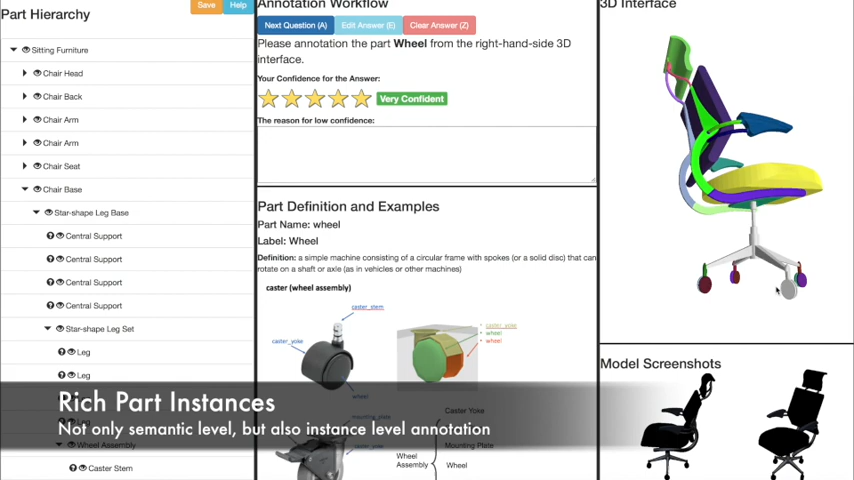 Part Hierarchy
Save
Help
Sitting Furniture
Chair Head
Chair Back
Chair Arm
Chair Arm
Chair Seat
Chair Base
Star-shape Leg Base
Central Support
Central Support
Central Support
Central Support
Star-shape Leg Set
Leg
Leg
Wheel Assembly
Caster Stem
Annotation Workflow
Next Question (A)
Edit Answer (E)
Clear Answer (Z)
Please annotation the part Wheel from the right-hand-side 3D
interface.
Your Confidence for the Answer:
Very Confident
The reason for low confidence:
Part Definition and Examples
Part Name: wheel
Label: Wheel
Definition: a simple machine consisting of a circular frame with spokes (or a solid disc) that can
rotate on a shaft or axle (as in vehicles or other machines)
caster (wheel assembly)
caster_stem
caster_yoke
wheel
caster_yoke
wheel
wheel
mounting_plate
caster_yoke
Wheel
Assembly
Caster Yoke
Mounting Plate
Wheel
3D Interface
Model Screenshots
Rich Part Instances
Not only semantic level, but also instance level annotation